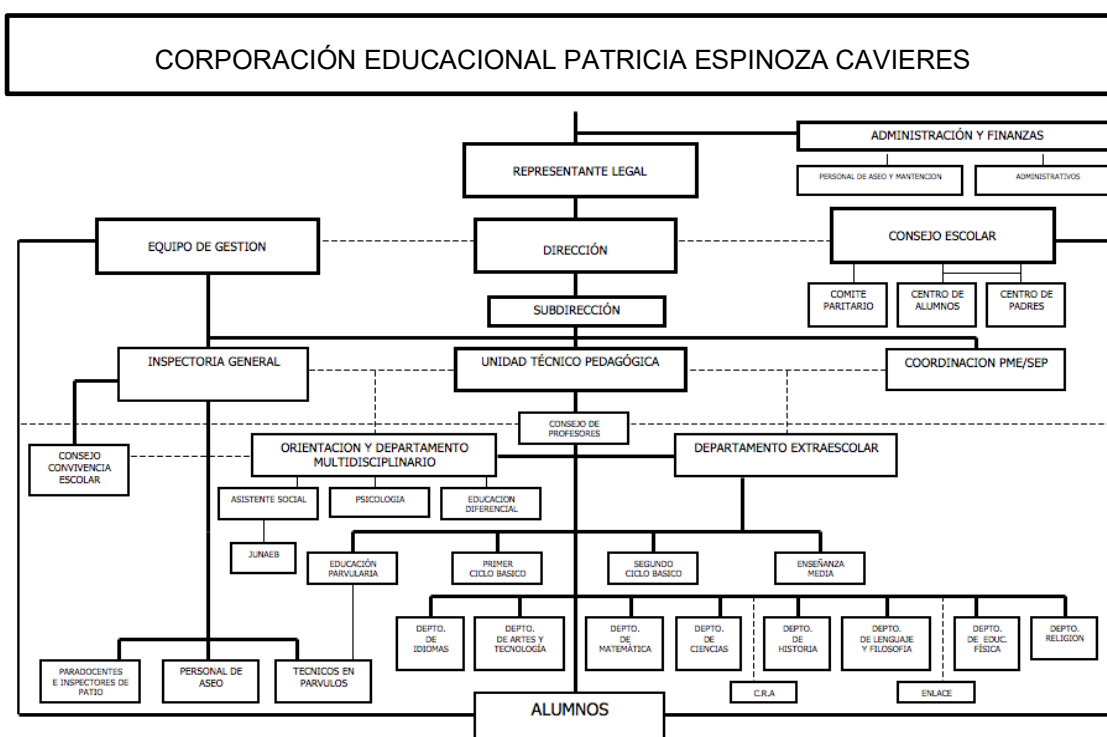 CORPORACIÓN EDUCACIONAL PATRICIA ESPINOZA CAVIERES
ADMINISTRACIÓN Y FINANZAS
REPRESENTANTE LEGAL
PERSONAL DE ASEO Y MANTENCION
ADMINISTRATIVOS
EQUIPO DE GESTION
DIRECCIÓN
CONSEJO ESCOLAR
COMITE
PARITARIO
CENTRO DE
ALUMNOS
CENTRO DE
PADRES
SUBDIRECCIÓN
INSPECTORIA GENERAL
UNIDAD TÉCNICO PEDAGÓGICA
COORDINACION PME/SEP
CONSEJO DE
PROFESORES
CONSEJO
CONVIVENCIA
ESCOLAR
ORIENTACION Y DEPARTAMENTO
MULTIDISCIPLINARIO
DEPARTAMENTO EXTRAESCOLAR
ASISTENTE SOCIAL
PSICOLOGIA
EDUCACION
DIFERENCIAL
JUNAEB
EDUCACIÓN
PARVULARIA
PRIMER
CICLO BASICO
SEGUNDO
CICLO BASICO
ENSEÑANZA
MEDIA
DEPTO.
DE
IDIOMAS
DEPTO.
DE ARTES Y
TECNOLOGÍA
DEPTO.
DE
MATEMÁTICA
DEPTO.
DE
CIENCIAS
DEPTO.
DE
HISTORIA
DEPTO.
DE LENGUAJE
Y FILOSOFIA
DEPTO.
DE EDUC.
FÍSICA
DEPTO.
RELIGION
PARADOCENTES
E INSPECTORES DE
PATIO
PERSONAL DE
ASEO
TECNICOS EN
PARVULOS
C.R.A
ENLACE
ALUMNOS